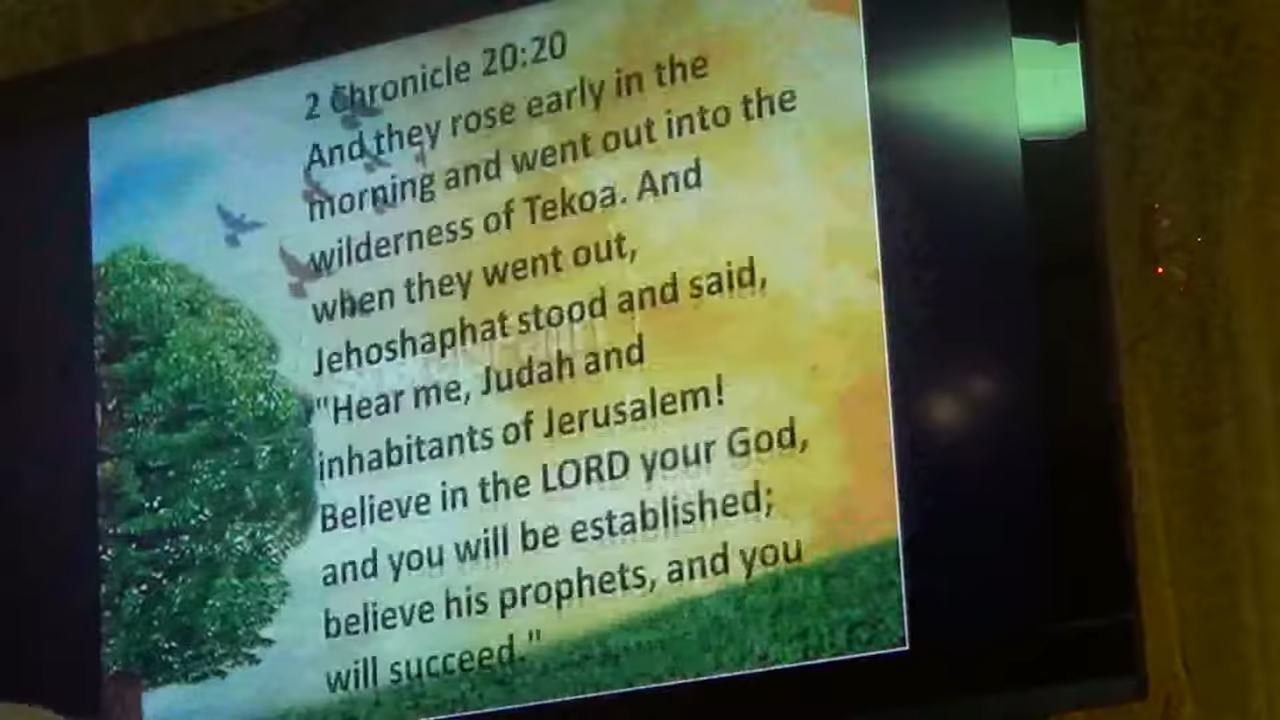 2 Chronicle 20:20
And they rose early in the
morning and went out into the
wilderness of Tekoa. And
when they went out,
Jehoshaphat stood and said,
"Hear me, Judah and
inhabitants of Jerusalem!
Believe in the LORD your God,
and you will be established;
believe his prophets, and you
will succeed."